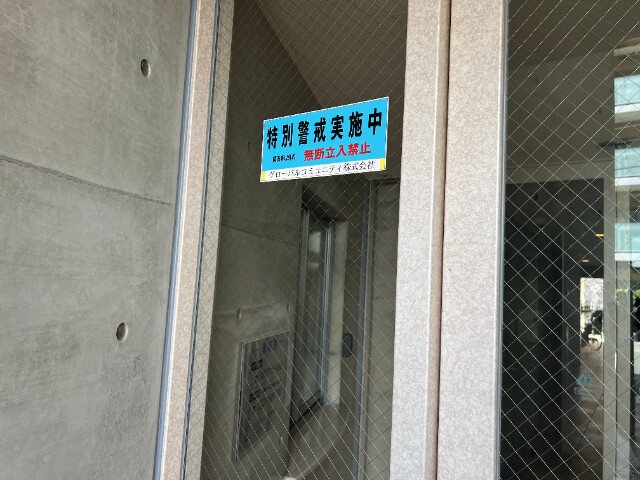 特別警戒実施中
無断立入禁止
グローバルコミュニティ株式会社